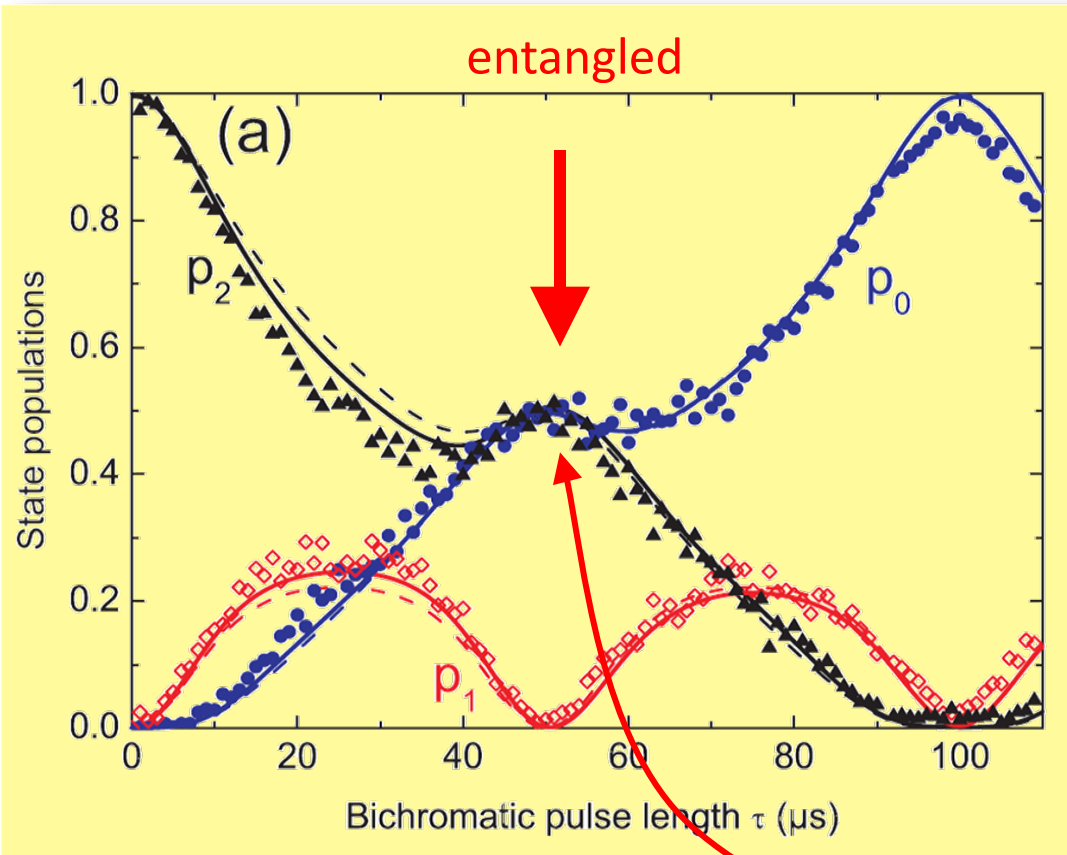 entangled
(a)
1.0
0.8
0.6
0.4
0.2
0.0
State populations
p₂
p₀
p₁
0 20 40 60 80 100
Bichromatic pulse length τ (μs)